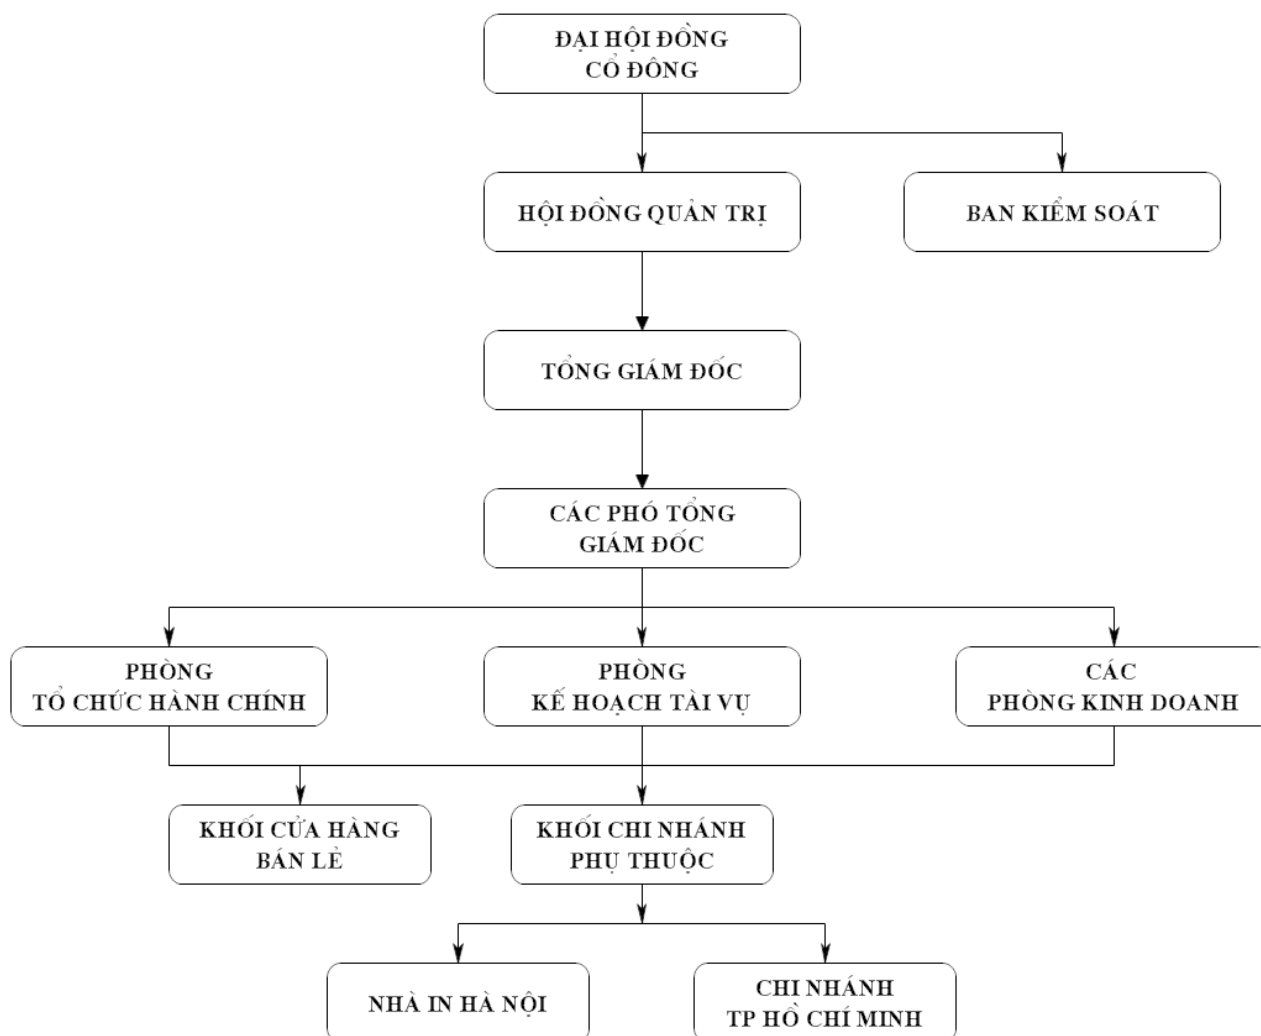 ĐẠI HỘI ĐỒNG
CỔ ĐÔNG
HỘI ĐỒNG QUẢN TRỊ
BAN KIỂM SOÁT
TỔNG GIÁM ĐỐC
CÁC PHÓ TỔNG
GIÁM ĐỐC
PHÒNG
TỔ CHỨC HÀNH CHÍNH
PHÒNG
KẾ HOẠCH TÀI VỤ
CÁC
PHÒNG KINH DOANH
KHỐI CỬA HÀNG
BÁN LẺ
KHỐI CHI NHÁNH
PHỤ THUỘC
NHÀ IN HÀ NỘI
CHI NHÁNH
TP HỒ CHÍ MINH